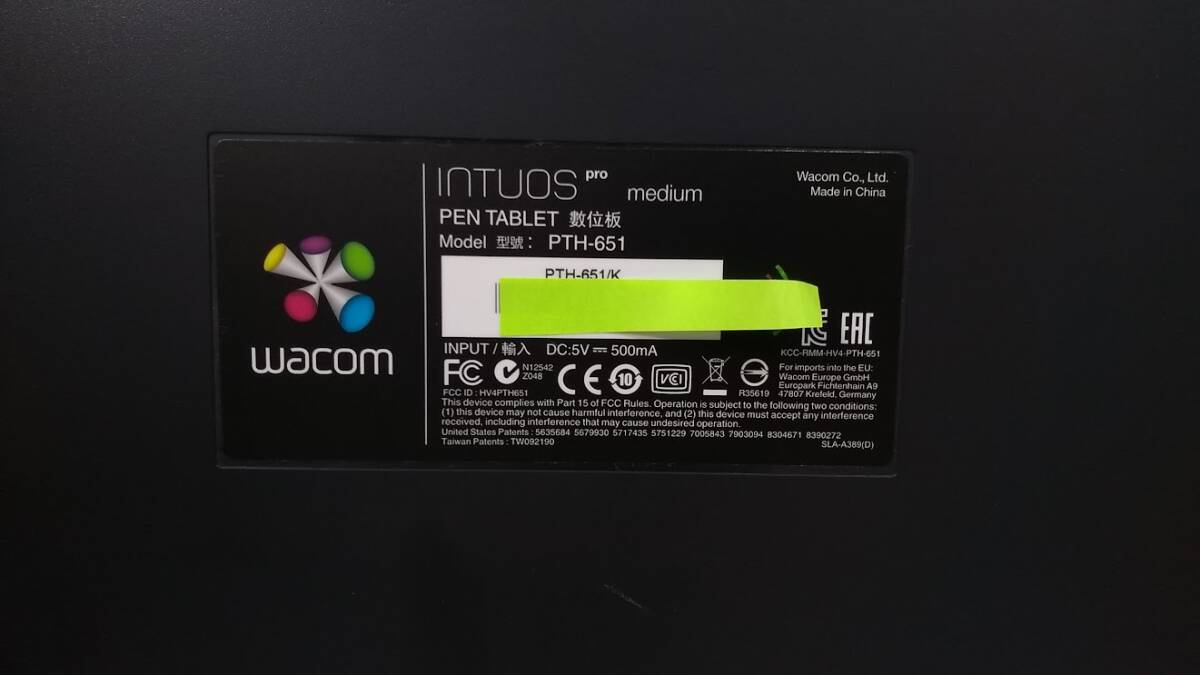 wacom
INTUOS pro medium
PEN TABLET 數位板
Model 型號： PTH-651
Wacom Co., Ltd.
Made in China
PTH-651/K
INPUT / 輸入 DC:5V 500mA
FC
N12542
Z048
CE
10
VCI
R35619
EAC
KCC-RMM-HV4-PTH-651
For imports into the EU:
Wacom Europe GmbH
Europark Fichtenhain A9
47807 Krefeld, Germany
FCC ID : HV4PTH651
This device complies with Part 15 of FCC Rules. Operation is subject to the following two conditions:
(1) this device may not cause harmful interference, and (2) this device must accept any interference
received, including interference that may cause undesired operation.
United States Patents : 5635684 5679930 5717435 5751229 7005843 7903094 8304671 8390272
Taiwan Patents : TW092190
SLA-A389(D)